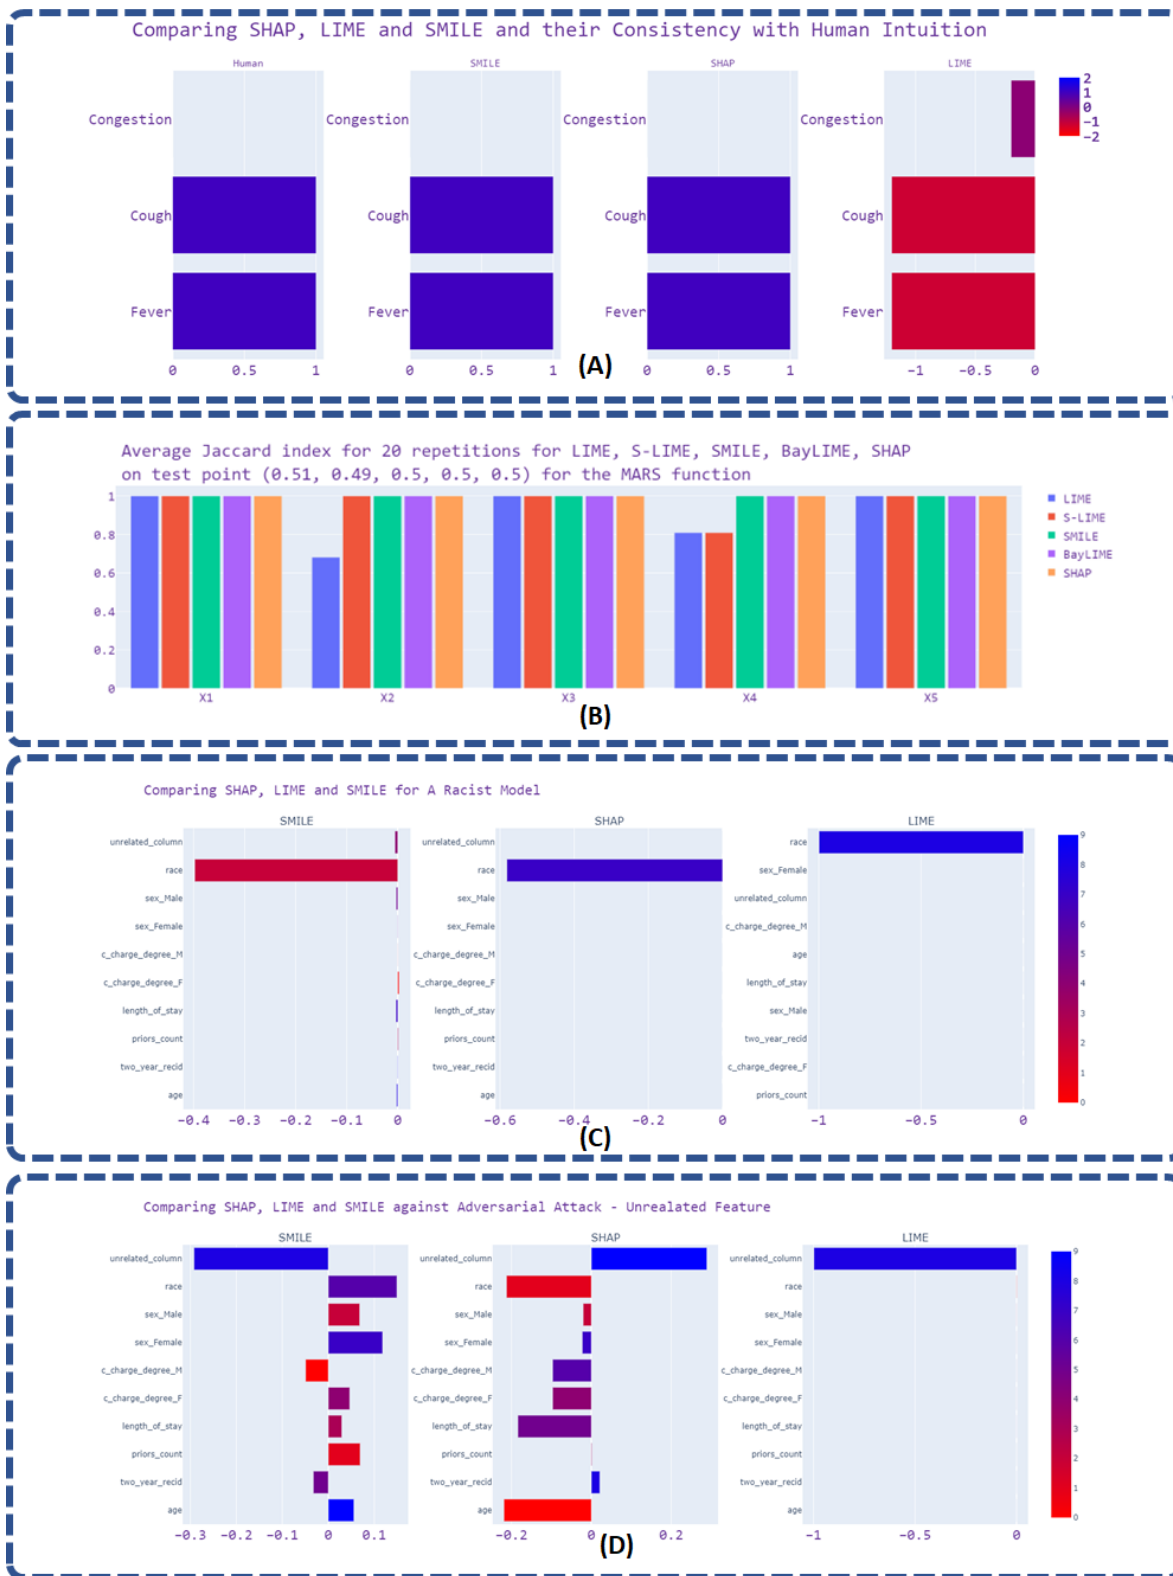 Comparing SHAP, LIME and SMILE and their Consistency with Human Intuition
Human
SMILE
SHAP
LIME
Congestion
Cough
Fever
0 0.5 1
Congestion
Cough
Fever
0 0.5 1
Congestion
Cough
Fever
0 0.5 1
Congestion
Cough
Fever
−1 −0.5 0
2
1
0
−1
−2
(A)
Average Jaccard index for 20 repetitions for LIME, S-LIME, SMILE, BayLIME, SHAP
on test point (0.51, 0.49, 0.5, 0.5, 0.5) for the MARS function
1
0.8
0.6
0.4
0.2
0
X1 X2 X3 X4 X5
LIME
S-LIME
SMILE
BayLIME
SHAP
(B)
Comparing SHAP, LIME and SMILE for A Racist Model
SMILE
unrelated_column
race
sex_Male
sex_Female
c_charge_degree_M
c_charge_degree_F
length_of_stay
priors_count
two_year_recid
age
−0.4 −0.3 −0.2 −0.1 0
SHAP
unrelated_column
race
sex_Male
sex_Female
c_charge_degree_M
c_charge_degree_F
length_of_stay
priors_count
two_year_recid
age
−0.6 −0.4 −0.2 0
LIME
race
sex_Female
unrelated_column
c_charge_degree_M
age
length_of_stay
sex_Male
two_year_recid
c_charge_degree_F
priors_count
−1 −0.5 0
9
8
7
6
5
4
3
2
1
0
(C)
Comparing SHAP, LIME and SMILE against Adversarial Attack - Unrealated Feature
SMILE
unrelated_column
race
sex_Male
sex_Female
c_charge_degree_M
c_charge_degree_F
length_of_stay
priors_count
two_year_recid
age
−0.3 −0.2 −0.1 0 0.1
SHAP
unrelated_column
race
sex_Male
sex_Female
c_charge_degree_M
c_charge_degree_F
length_of_stay
priors_count
two_year_recid
age
−0.2 0 0.2
LIME
unrelated_column
race
sex_Male
sex_Female
c_charge_degree_M
c_charge_degree_F
length_of_stay
priors_count
two_year_recid
age
−1 −0.5 0
9
8
7
6
5
4
3
2
1
0
(D)